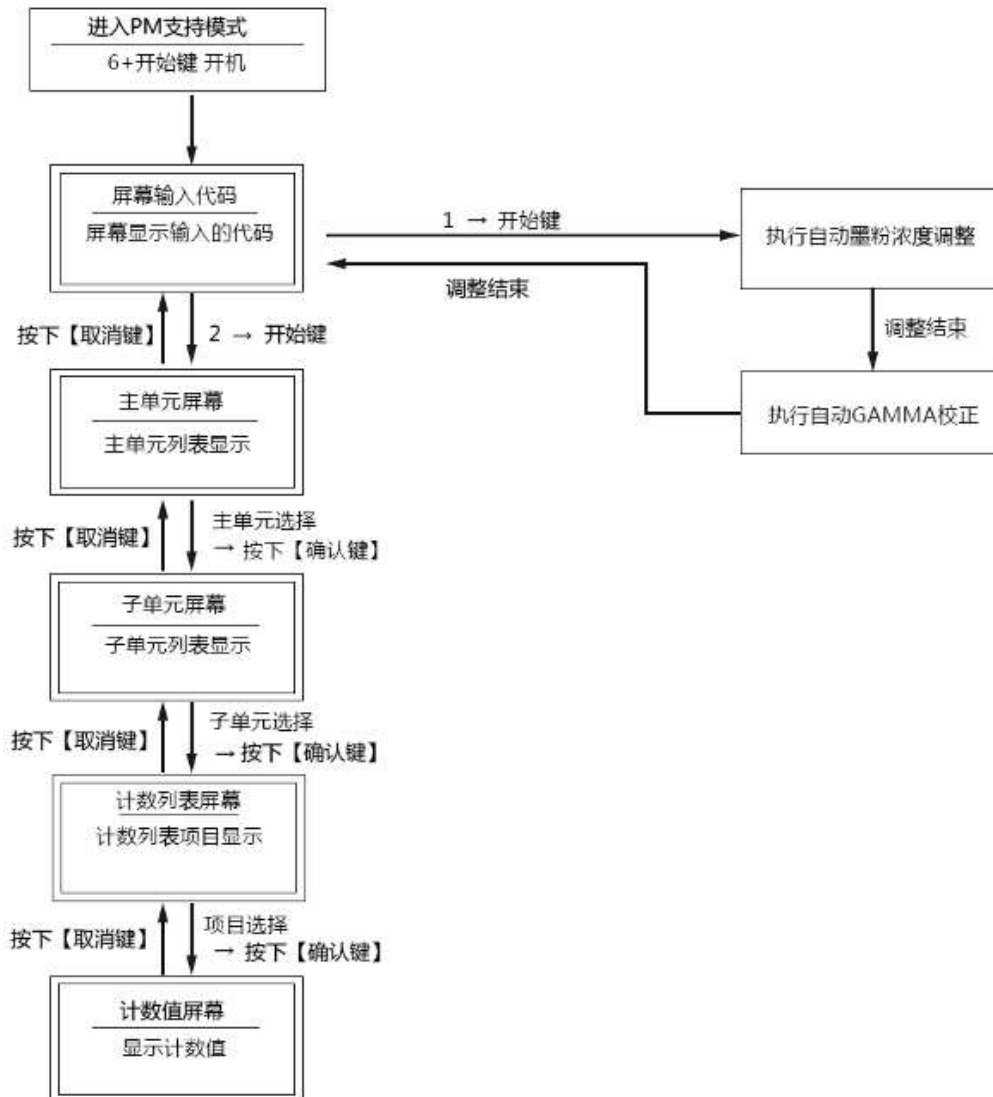 进入PM支持模式
6+开始键 开机
屏幕输入代码
屏幕显示输入的代码
1 → 开始键
执行自动墨粉浓度调整
调整结束
按下【取消键】
2 → 开始键
调整结束
主单元屏幕
主单元列表显示
执行自动GAMMA校正
按下【取消键】
主单元选择
→ 按下【确认键】
子单元屏幕
子单元列表显示
按下【取消键】
子单元选择
→ 按下【确认键】
计数列表屏幕
计数列表项目显示
按下【取消键】
项目选择
→ 按下【确认键】
计数值屏幕
显示计数值